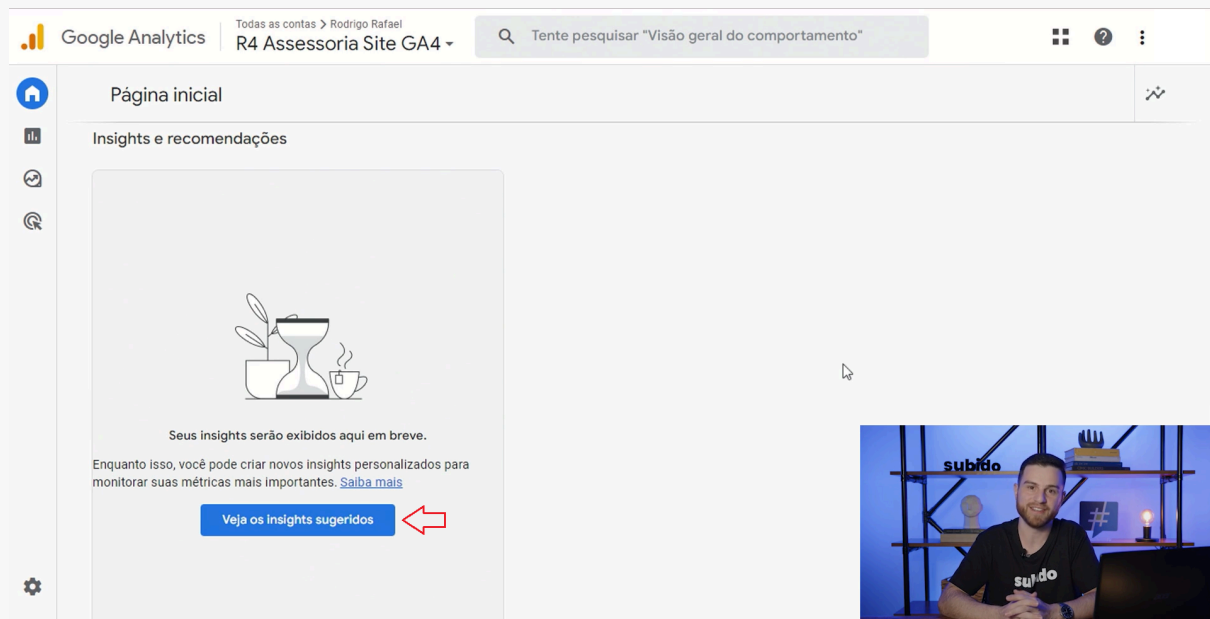 Todas as contas > Rodrigo Rafael
Google Analytics
R4 Assessoria Site GA4
Tente pesquisar "Visão geral do comportamento"
Página inicial
Insights e recomendações
Seus insights serão exibidos aqui em breve.
Enquanto isso, você pode criar novos insights personalizados para
monitorar suas métricas mais importantes. Saiba mais
Veja os insights sugeridos
subido
#
subido